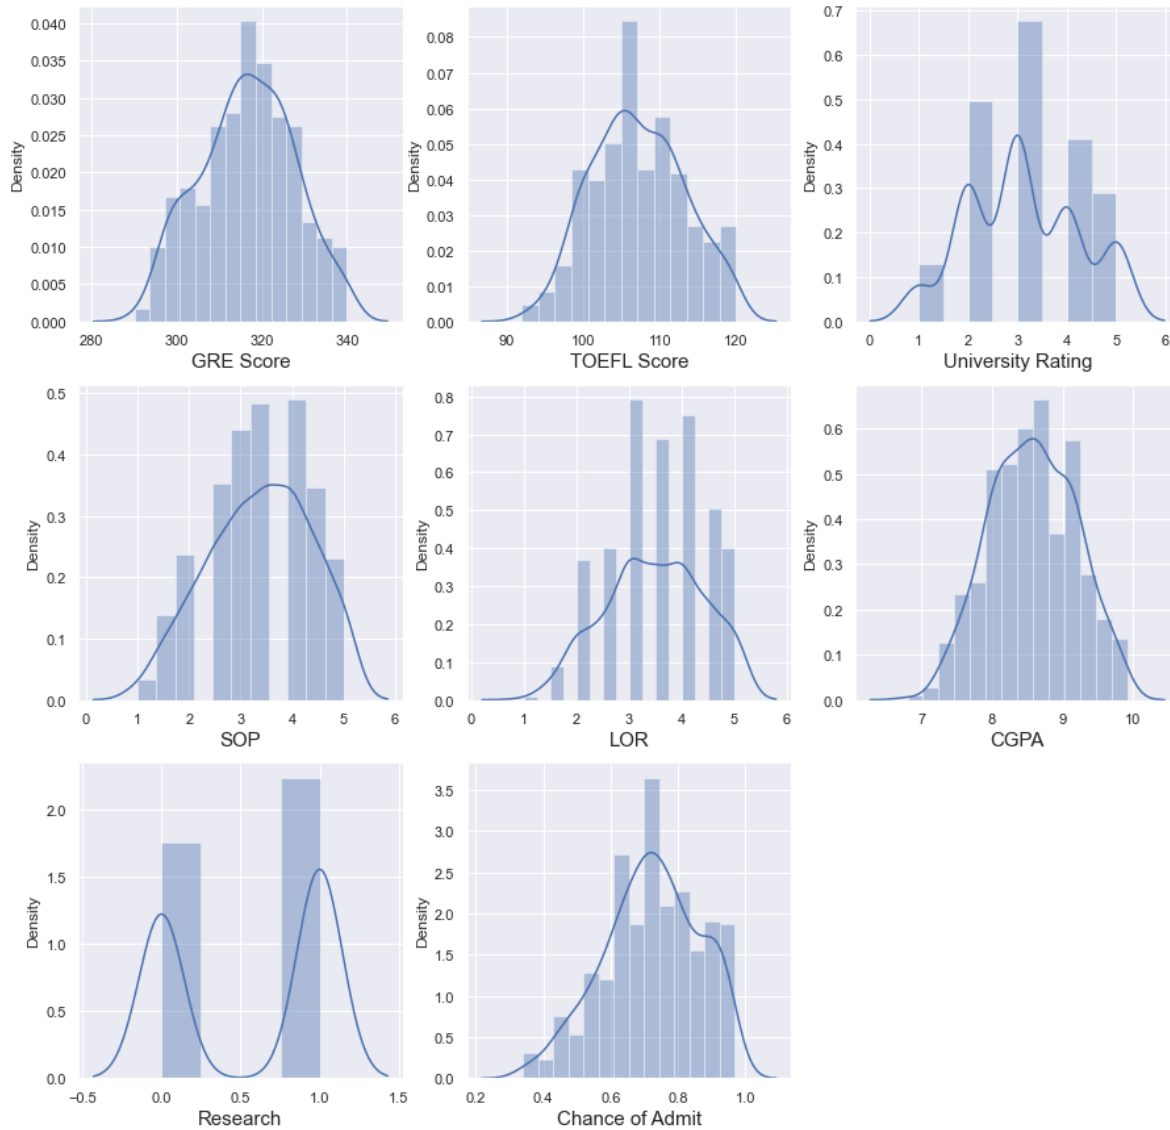 0.040
0.035
0.030
0.025
0.020
0.015
0.010
0.005
0.000
Density
280 300 320 340
GRE Score
0.08
0.07
0.06
0.05
0.04
0.03
0.02
0.01
0.00
Density
90 100 110 120
TOEFL Score
0.7
0.6
0.5
0.4
0.3
0.2
0.1
0.0
Density
0 1 2 3 4 5 6
University Rating
0.5
0.4
0.3
0.2
0.1
0.0
Density
0 1 2 3 4 5 6
SOP
0.8
0.7
0.6
0.5
0.4
0.3
0.2
0.1
0.0
Density
0 1 2 3 4 5 6
LOR
0.6
0.5
0.4
0.3
0.2
0.1
0.0
Density
7 8 9 10
CGPA
2.0
1.5
1.0
0.5
0.0
Density
−0.5 0.0 0.5 1.0 1.5
Research
3.5
3.0
2.5
2.0
1.5
1.0
0.5
0.0
Density
0.2 0.4 0.6 0.8 1.0
Chance of Admit